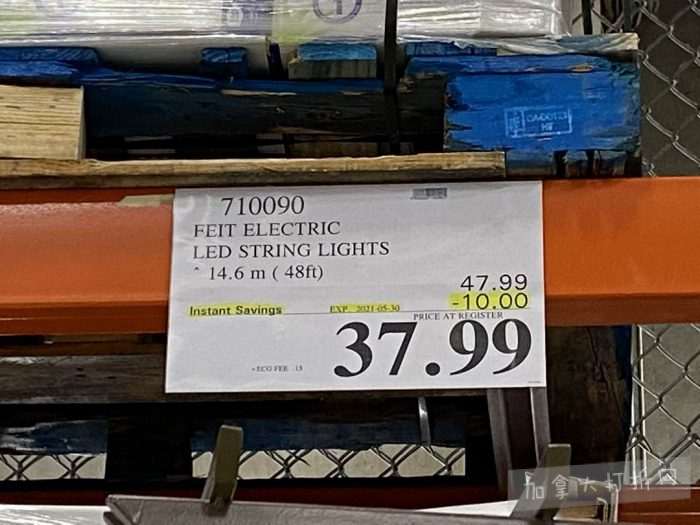 710090
FEIT ELECTRIC
LED STRING LIGHTS
^ 14.6 m ( 48ft)
47.99
Instant Savings EXP 2021-05-30 -10.00
PRICE AT REGISTER
37.99
+ECO FEE .15
加拿大打折网